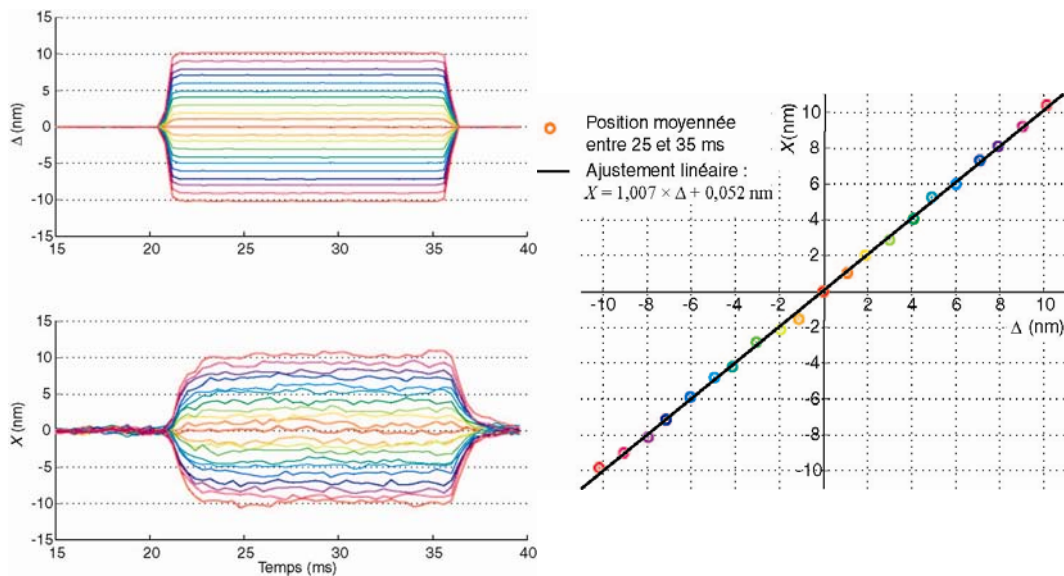 15
10
5
0
-5
-10
-15
Δ (nm)
15 20 25 30 35 40
15
10
5
0
-5
-10
-15
X (nm)
15 20 25 30 35 40
Temps (ms)
Position moyennée
entre 25 et 35 ms
Ajustement linéaire :
X = 1,007 × Δ + 0,052 nm
X (nm)
10
8
6
4
2
-10 -8 -6 -4 -2 0 2 4 6 8 10
Δ (nm)
-2
-4
-6
-8
-10